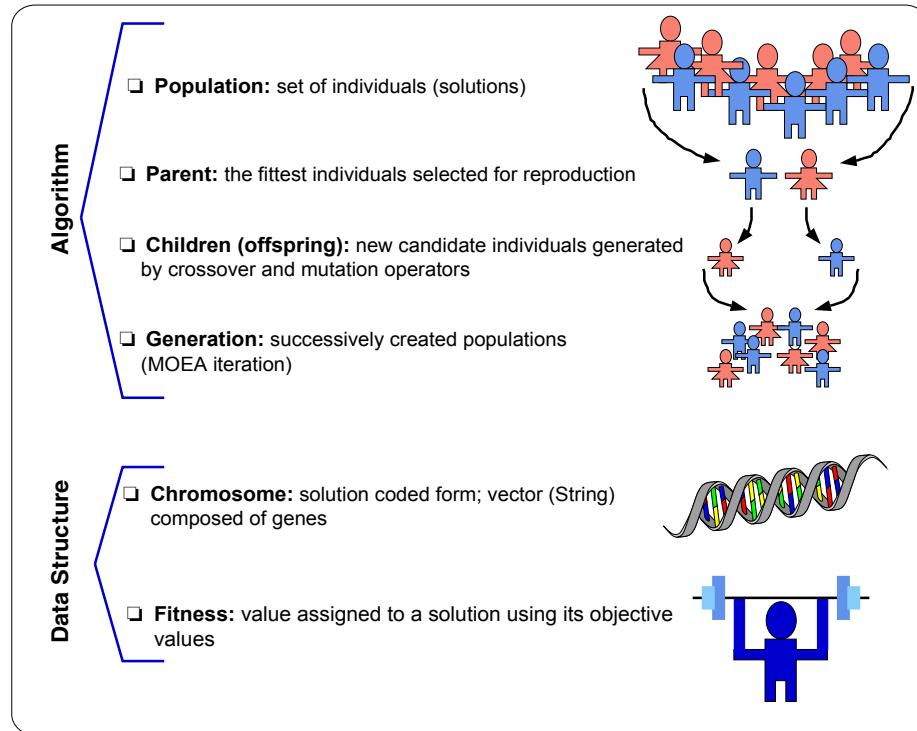 Algorithm
❏ Population: set of individuals (solutions)
❏ Parent: the fittest individuals selected for reproduction
❏ Children (offspring): new candidate individuals generated
by crossover and mutation operators
❏ Generation: successively created populations
(MOEA iteration)
Data Structure
❏ Chromosome: solution coded form; vector (String)
composed of genes
❏ Fitness: value assigned to a solution using its objective
values